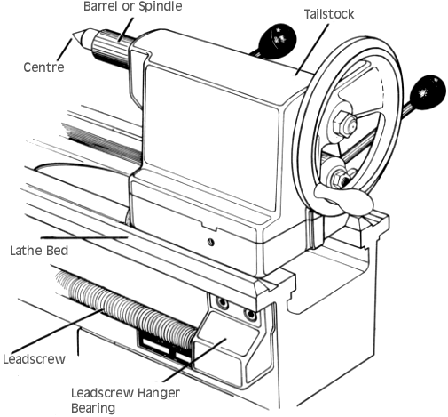 Barrel or Spindle
Tailstock
Centre
Lathe Bed
Leadscrew
Leadscrew Hanger
Bearing